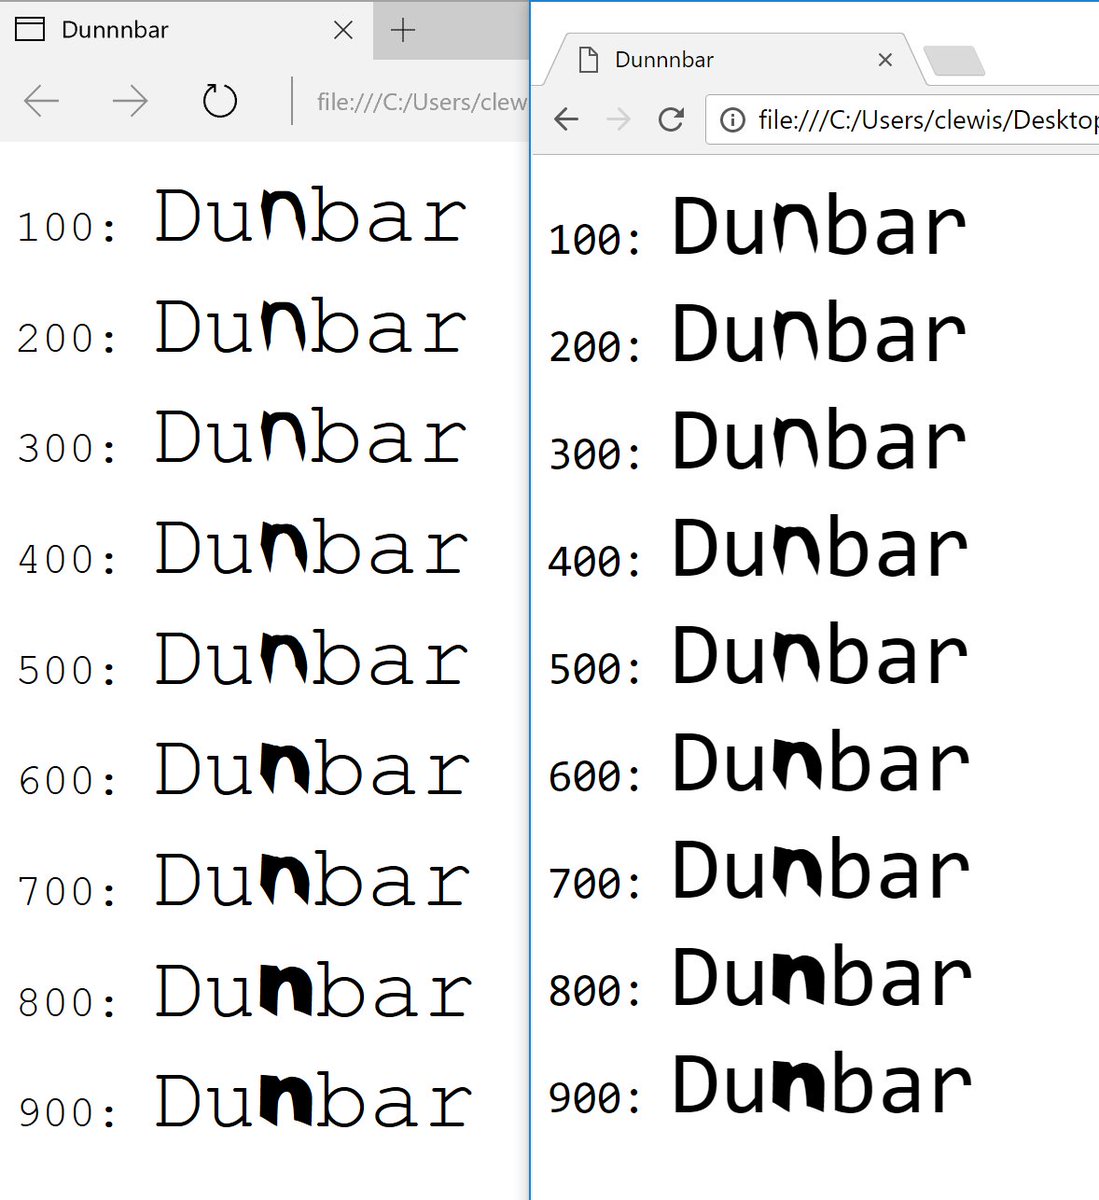 Dunnnbar
file:///C:/Users/clew
100: Dunbar
200: Dunbar
300: Dunbar
400: Dunbar
500: Dunbar
600: Dunbar
700: Dunbar
800: Dunbar
900: Dunbar
Dunnnbar
file:///C:/Users/clewis/Desktop
100: Dunbar
200: Dunbar
300: Dunbar
400: Dunbar
500: Dunbar
600: Dunbar
700: Dunbar
800: Dunbar
900: Dunbar